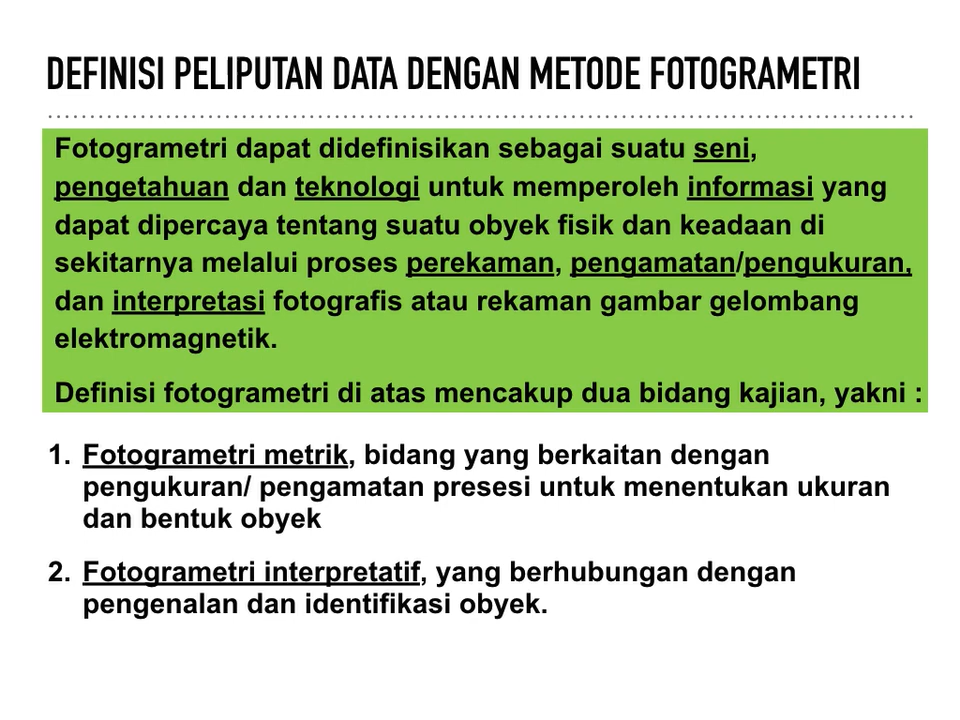 DEFINISI PELIPUTAN DATA DENGAN METODE FOTOGRAMETRI
Fotogrametri dapat didefinisikan sebagai suatu seni,
pengetahuan dan teknologi untuk memperoleh informasi yang
dapat dipercaya tentang suatu obyek fisik dan keadaan di
sekitarnya melalui proses perekaman, pengamatan/pengukuran,
dan interpretasi fotografis atau rekaman gambar gelombang
elektromagnetik.
Definisi fotogrametri di atas mencakup dua bidang kajian, yakni :
1. Fotogrametri metrik, bidang yang berkaitan dengan
pengukuran/ pengamatan presesi untuk menentukan ukuran
dan bentuk obyek
2. Fotogrametri interpretatif, yang berhubungan dengan
pengenalan dan identifikasi obyek.